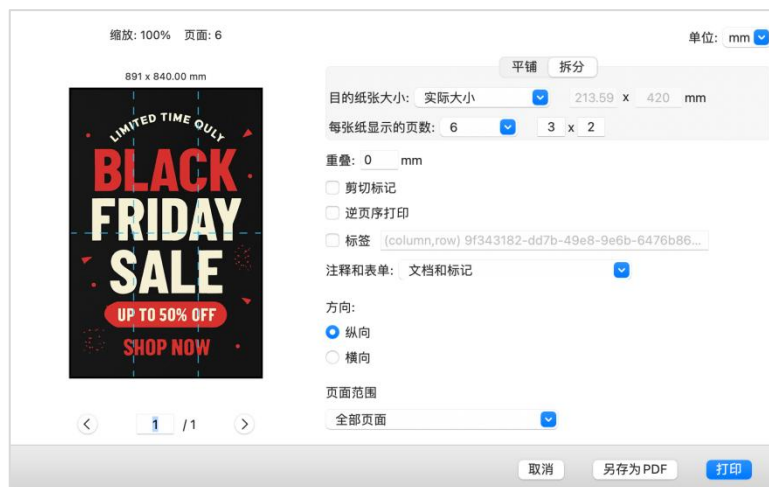 缩放: 100% 页面: 6
单位: mm
891 x 840.00 mm
LIMITED TIME OULY
BLACK
FRIDAY
SALE
UP TO 50% OFF
SHOP NOW
1 / 1
平铺 拆分
目的纸张大小: 实际大小 213.59 x 420 mm
每张纸显示的页数: 6 3 x 2
重叠: 0 mm
剪切标记
逆页序打印
标签 (column,row) 9f343182-dd7b-49e8-9e6b-6476b86...
注释和表单: 文档和标记
方向:
纵向
横向
页面范围
全部页面
取消 另存为 PDF 打印